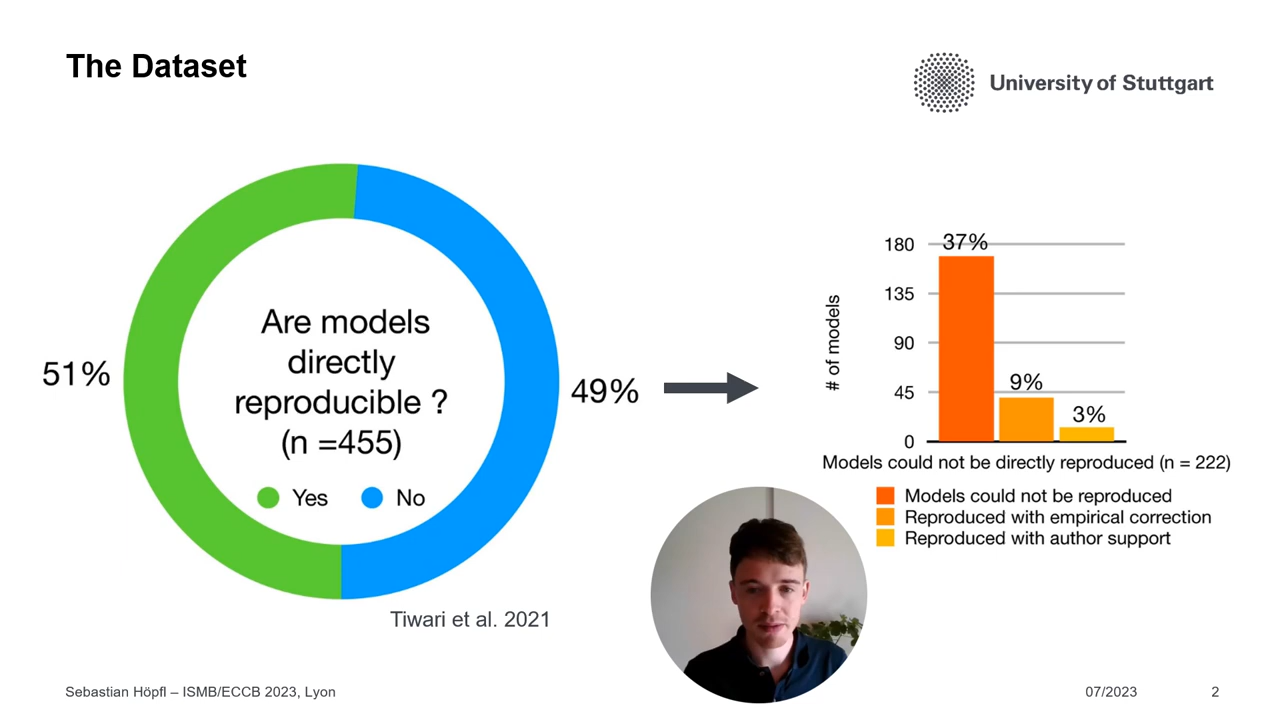 The Dataset
University of Stuttgart
Are models
directly
reproducible ?
(n =455)
Yes
No
51%
49%
Tiwari et al. 2021
# of models
180
135
90
45
0
37%
9%
3%
Models could not be directly reproduced (n = 222)
Models could not be reproduced
Reproduced with empirical correction
Reproduced with author support
Sebastian Höpfl – ISMB/ECCB 2023, Lyon
07/2023
2